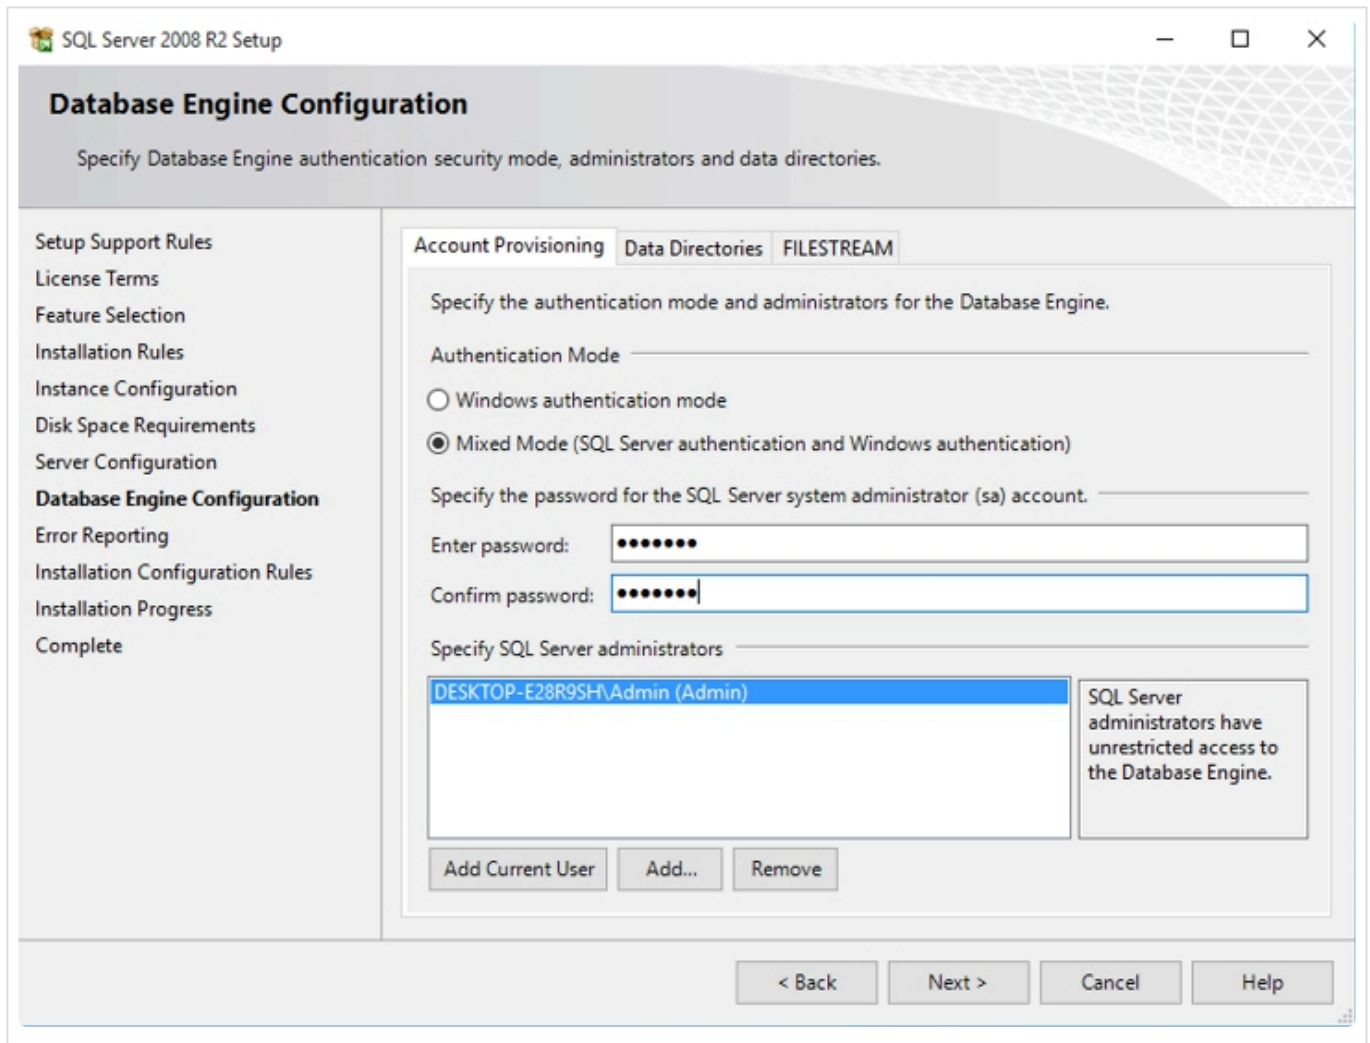 SQL Server 2008 R2 Setup
Database Engine Configuration
Specify Database Engine authentication security mode, administrators and data directories.
Setup Support Rules
License Terms
Feature Selection
Installation Rules
Instance Configuration
Disk Space Requirements
Server Configuration
Database Engine Configuration
Error Reporting
Installation Configuration Rules
Installation Progress
Complete
Account Provisioning Data Directories FILESTREAM
Specify the authentication mode and administrators for the Database Engine.
Authentication Mode
Windows authentication mode
Mixed Mode (SQL Server authentication and Windows authentication)
Specify the password for the SQL Server system administrator (sa) account.
Enter password: •••••••
Confirm password: •••••••
Specify SQL Server administrators
DESKTOP-E28R9SH\Admin (Admin)
SQL Server
administrators have
unrestricted access to
the Database Engine.
Add Current User Add... Remove
< Back Next > Cancel Help